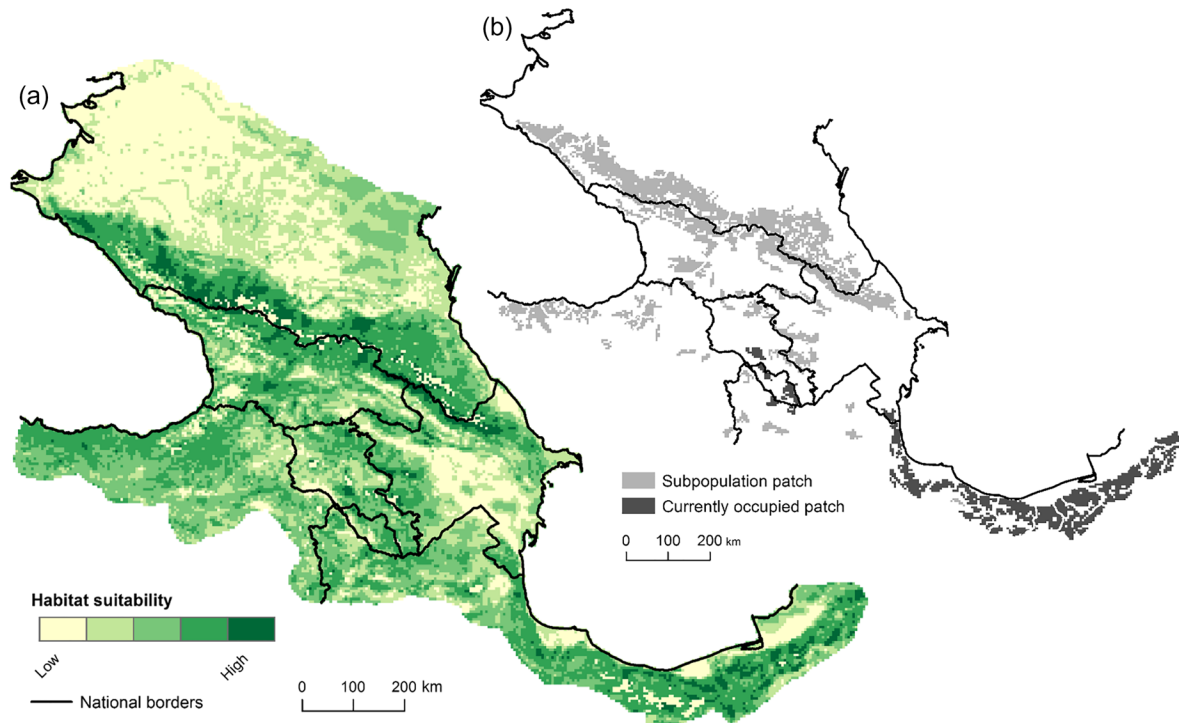 (a)
(b)
Subpopulation patch
Currently occupied patch
0 100 200 km
Habitat suitability
Low High
National borders
0 100 200 km